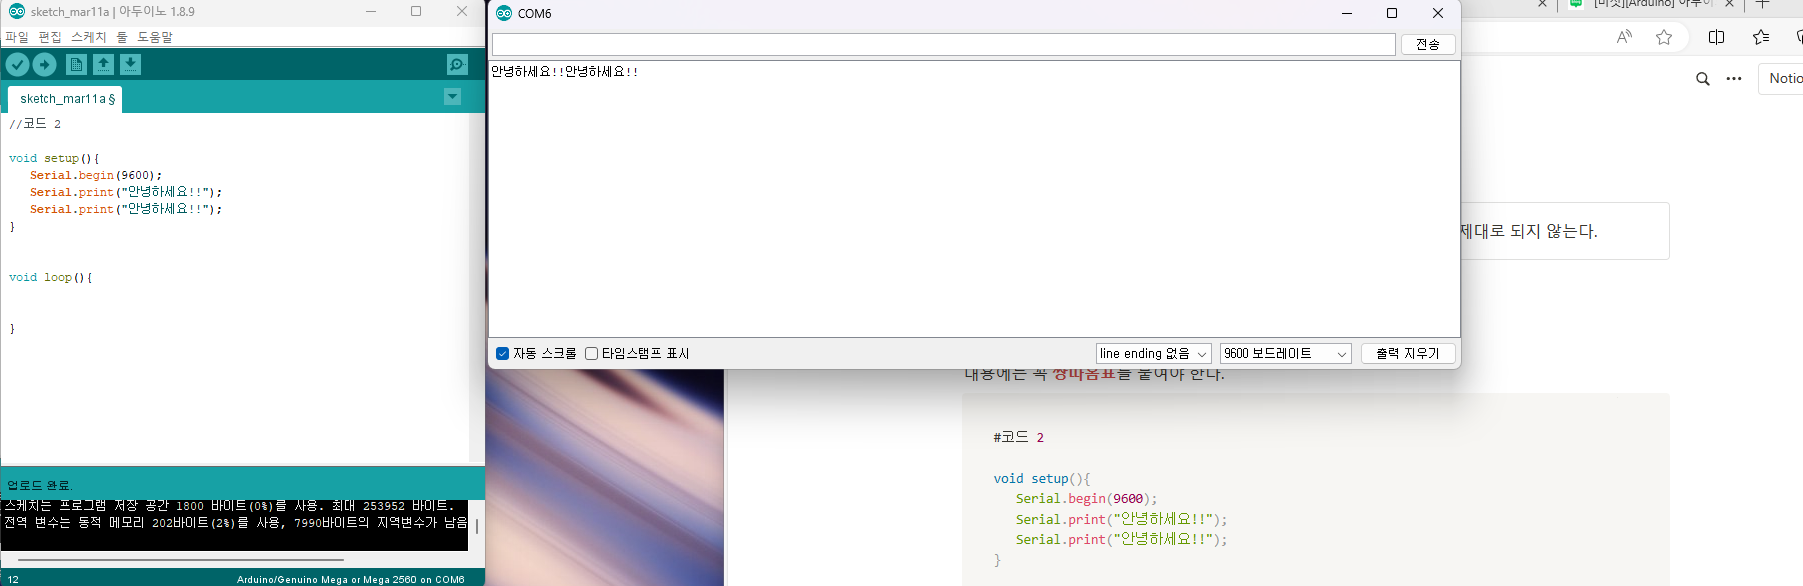 sketch_mar11a | 아두이노 1.8.9
파일 편집 스케치 툴 도움말
sketch_mar11a §
//코드 2
void setup(){
Serial.begin(9600);
Serial.print("안녕하세요!!");
Serial.print("안녕하세요!!");
}
void loop(){
}
업로드 완료.
스케치는 프로그램 저장 공간 1800 바이트(0%)를 사용. 최대 253952 바이트.
전역 변수는 동적 메모리 202바이트(2%)를 사용, 7990바이트의 지역변수가 남음
12
Arduino/Genuino Mega or Mega 2560 on COM6
COM6
전송
안녕하세요!!안녕하세요!!
자동 스크롤
타임스탬프 표시
line ending 없음
9600 보드레이트
출력 지우기
[Arduino] 아두이
Notio
제대로 되지 않는다.
내용에는 꼭 쌍따옴표를 붙여야 한다.
#코드 2
void setup(){
Serial.begin(9600);
Serial.print("안녕하세요!!");
Serial.print("안녕하세요!!");
}